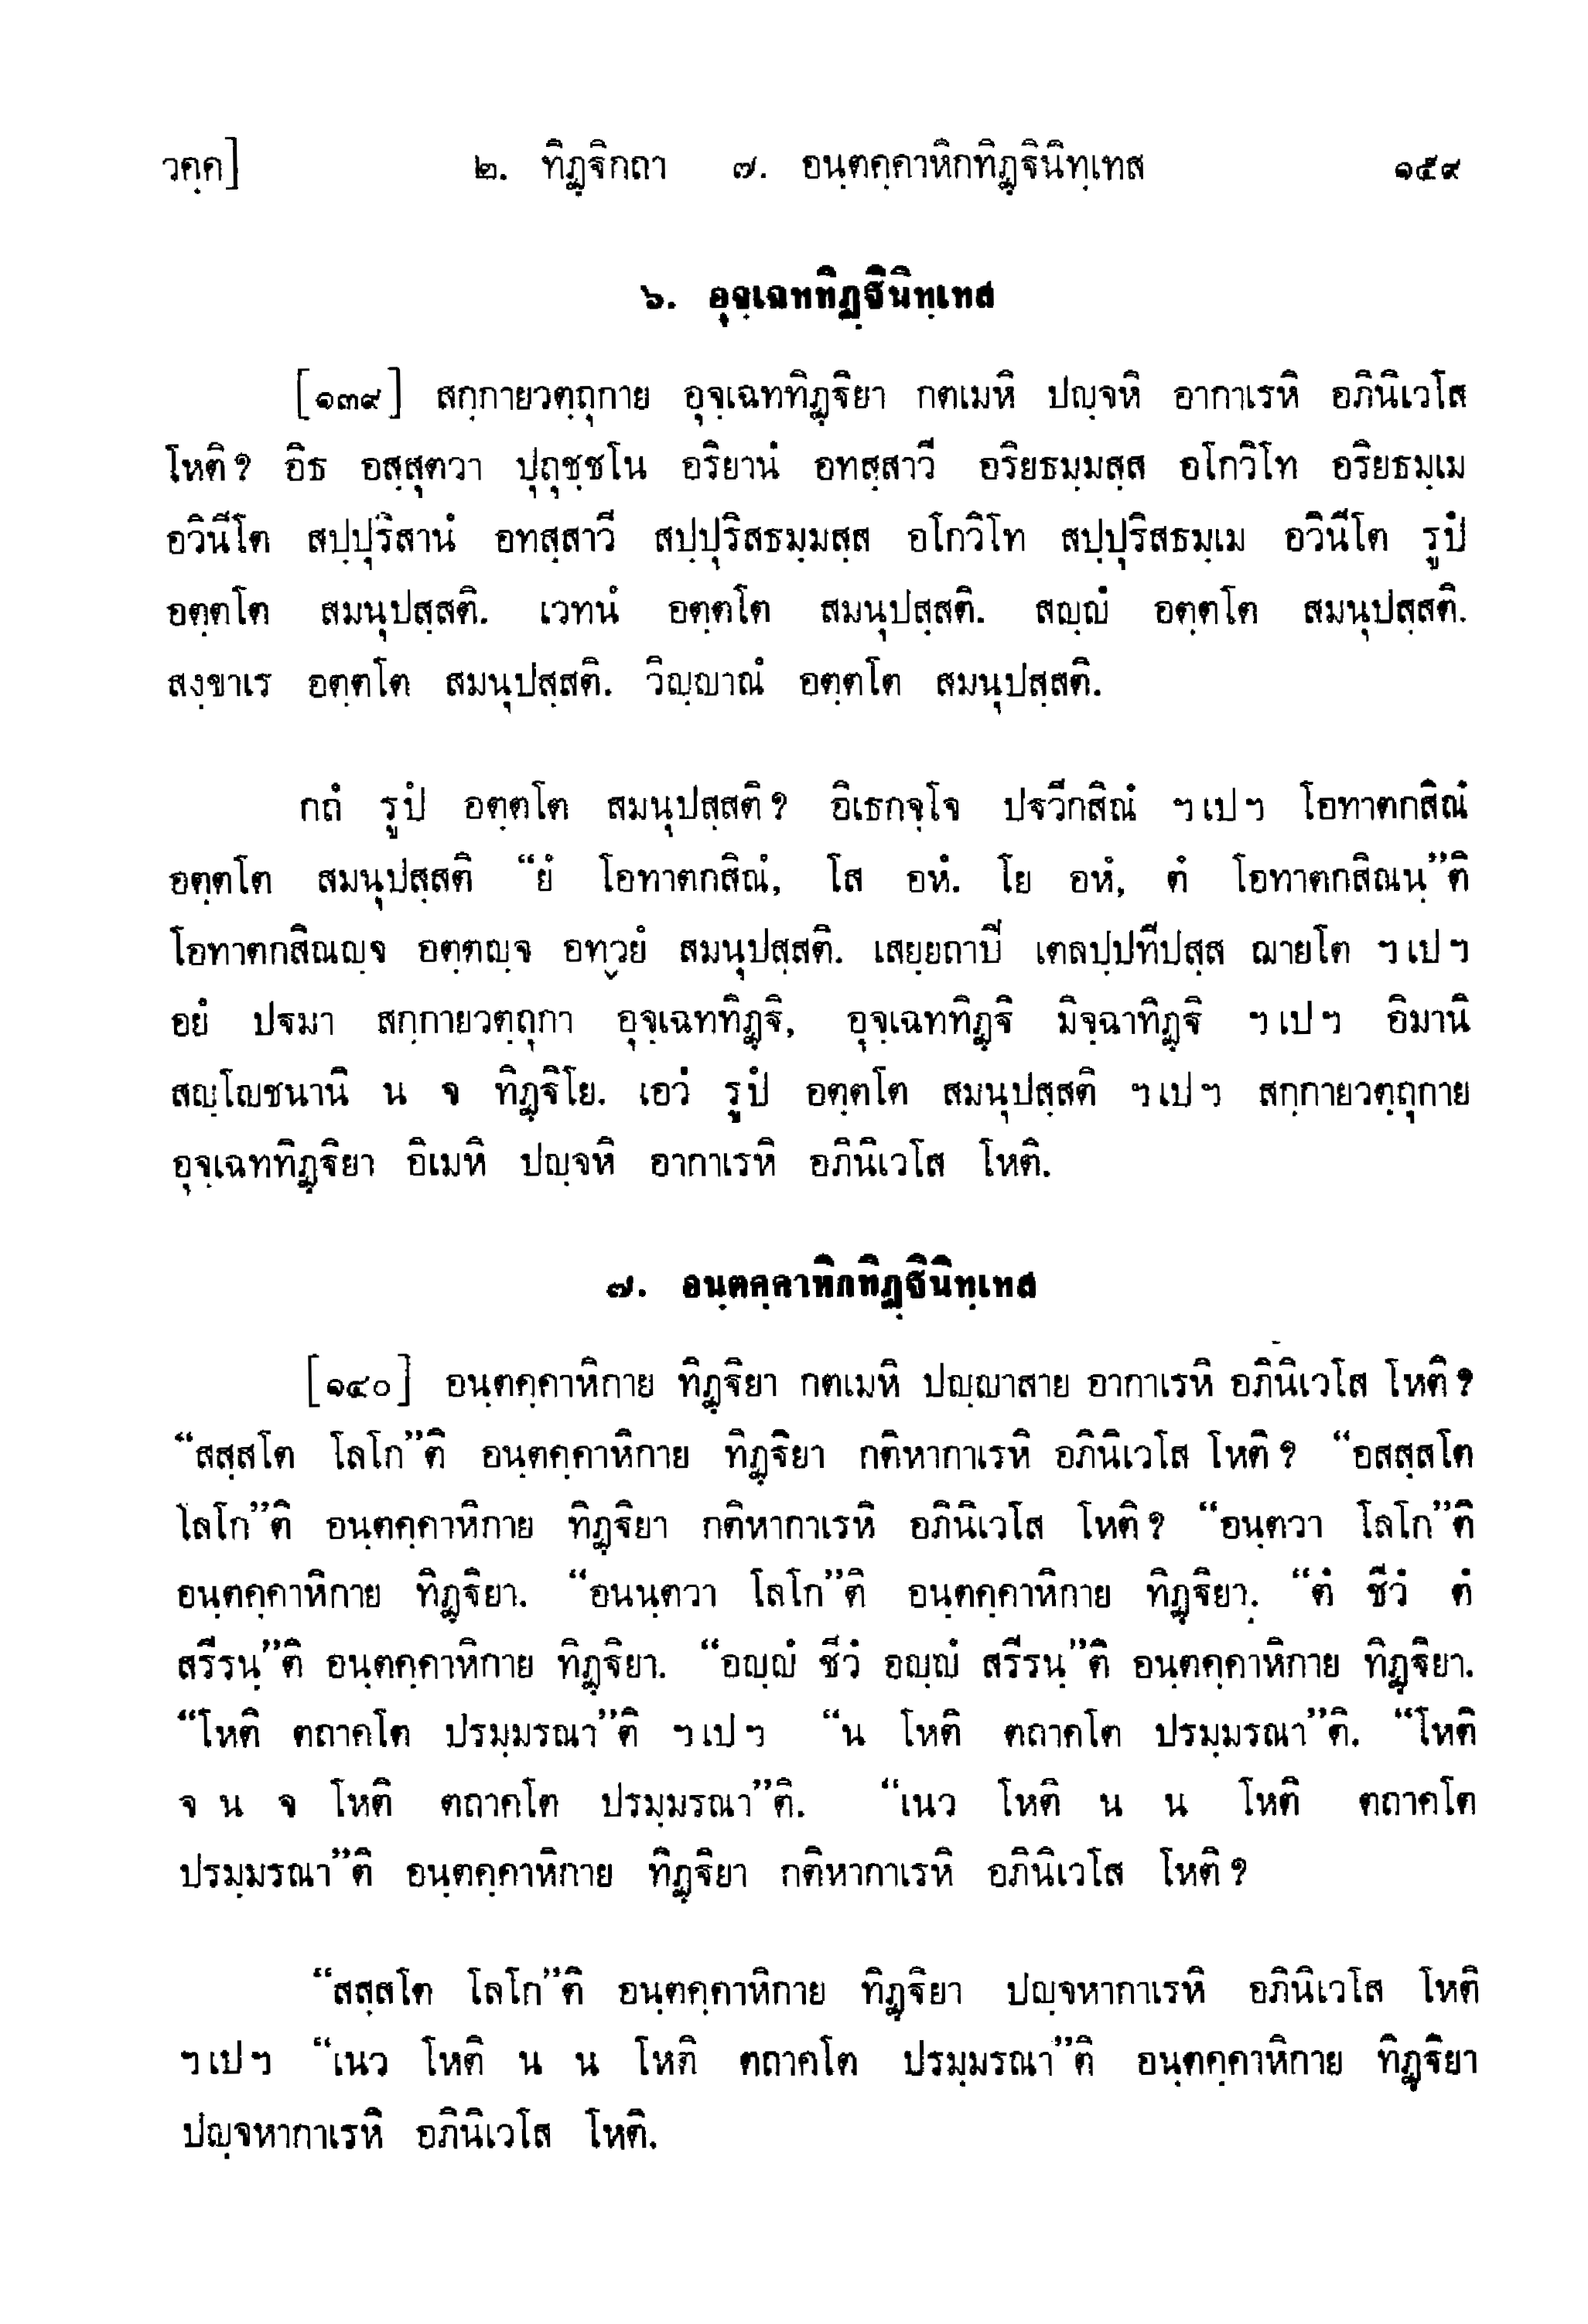 วคฺค] ๒. ทิฏฺฐิกถา ๗. อนฺตคฺคาหิกทิฏฺฐินิทฺเทส ๑๕๙
๖. อุจฺเฉททิฏฺฐินิทฺเทส
[๑๓๙] สกฺกายวตฺถุกาย อุจฺเฉททิฏฺฐิยา กตเมหิ ปญฺจหิ อากาเรหิ อภินิเวโส
โหติ? อิธ อสฺสุตวา ปุถุชฺชโน อริยานํ อทสฺสาวี อริยธมฺมสฺส อโกวิโท อริยธมฺเม
อวินีโต สปฺปุริสานํ อทสฺสาวี สปฺปุริสธมฺมสฺส อโกวิโท สปฺปุริสธมฺเม อวินีโต รูปํ
อตฺตโต สมนุปสฺสติ. เวทนํ อตฺตโต สมนุปสฺสติ. สญฺญํ อตฺตโต สมนุปสฺสติ.
สงฺขาเร อตฺตโต สมนุปสฺสติ. วิญฺญาณํ อตฺตโต สมนุปสฺสติ.
กถํ รูปํ อตฺตโต สมนุปสฺสติ? อิเธกจฺโจ ปฐวีกสิณํ ฯเปฯ โอทาตกสิณํ
อตฺตโต สมนุปสฺสติ “ยํ โอทาตกสิณํ, โส อหํ. โย อหํ, ตํ โอทาตกสิณนฺ”ติ
โอทาตกสิณญฺจ อตฺตญฺจ อทฺวยํ สมนุปสฺสติ. เสยฺยถาปี เตลปฺปทีปสฺส ฌายโต ฯเปฯ
อยํ ปฐมา สกฺกายวตฺถุกา อุจฺเฉททิฏฺฐิ, อุจฺเฉททิฏฺฐิ มิจฺฉาทิฏฺฐิ ฯเปฯ อิมานิ
สญฺโญชนานิ น จ ทิฏฺฐิโย. เอวํ รูปํ อตฺตโต สมนุปสฺสติ ฯเปฯ สกฺกายวตฺถุกาย
อุจฺเฉททิฏฺฐิยา อิเมหิ ปญฺจหิ อากาเรหิ อภินิเวโส โหติ.
๗. อนฺตคฺคาหิกทิฏฺฐินิทฺเทส
[๑๔๐] อนฺตคฺคาหิกาย ทิฏฺฐิยา กตเมหิ ปญฺญาสาย อากาเรหิ อภินิเวโส โหติ?
“สสฺสโต โลโก”ติ อนฺตคฺคาหิกาย ทิฏฺฐิยา กติหากาเรหิ อภินิเวโส โหติ? “อสสฺสโต
โลโก”ติ อนฺตคฺคาหิกาย ทิฏฺฐิยา กติหากาเรหิ อภินิเวโส โหติ? “อนฺตวา โลโก”ติ
อนฺตคฺคาหิกาย ทิฏฺฐิยา. “อนนฺตวา โลโก”ติ อนฺตคฺคาหิกาย ทิฏฺฐิยา. “ตํ ชีวํ ตํ
สรีรนฺ”ติ อนฺตคฺคาหิกาย ทิฏฺฐิยา. “อญฺญํ ชีวํ อญฺญํ สรีรนฺ”ติ อนฺตคฺคาหิกาย ทิฏฺฐิยา.
“โหติ ตถาคโต ปรมฺมรณา”ติ ฯเปฯ “น โหติ ตถาคโต ปรมฺมรณา”ติ. “โหติ
จ น จ โหติ ตถาคโต ปรมฺมรณา”ติ. “เนว โหติ น น โหติ ตถาคโต
ปรมฺมรณา”ติ อนฺตคฺคาหิกาย ทิฏฺฐิยา กติหากาเรหิ อภินิเวโส โหติ?
“สสฺสโต โลโก”ติ อนฺตคฺคาหิกาย ทิฏฺฐิยา ปญฺจหากาเรหิ อภินิเวโส โหติ
ฯเปฯ “เนว โหติ น น โหติ ตถาคโต ปรมฺมรณา”ติ อนฺตคฺคาหิกาย ทิฏฺฐิยา
ปญฺจหากาเรหิ อภินิเวโส โหติ.